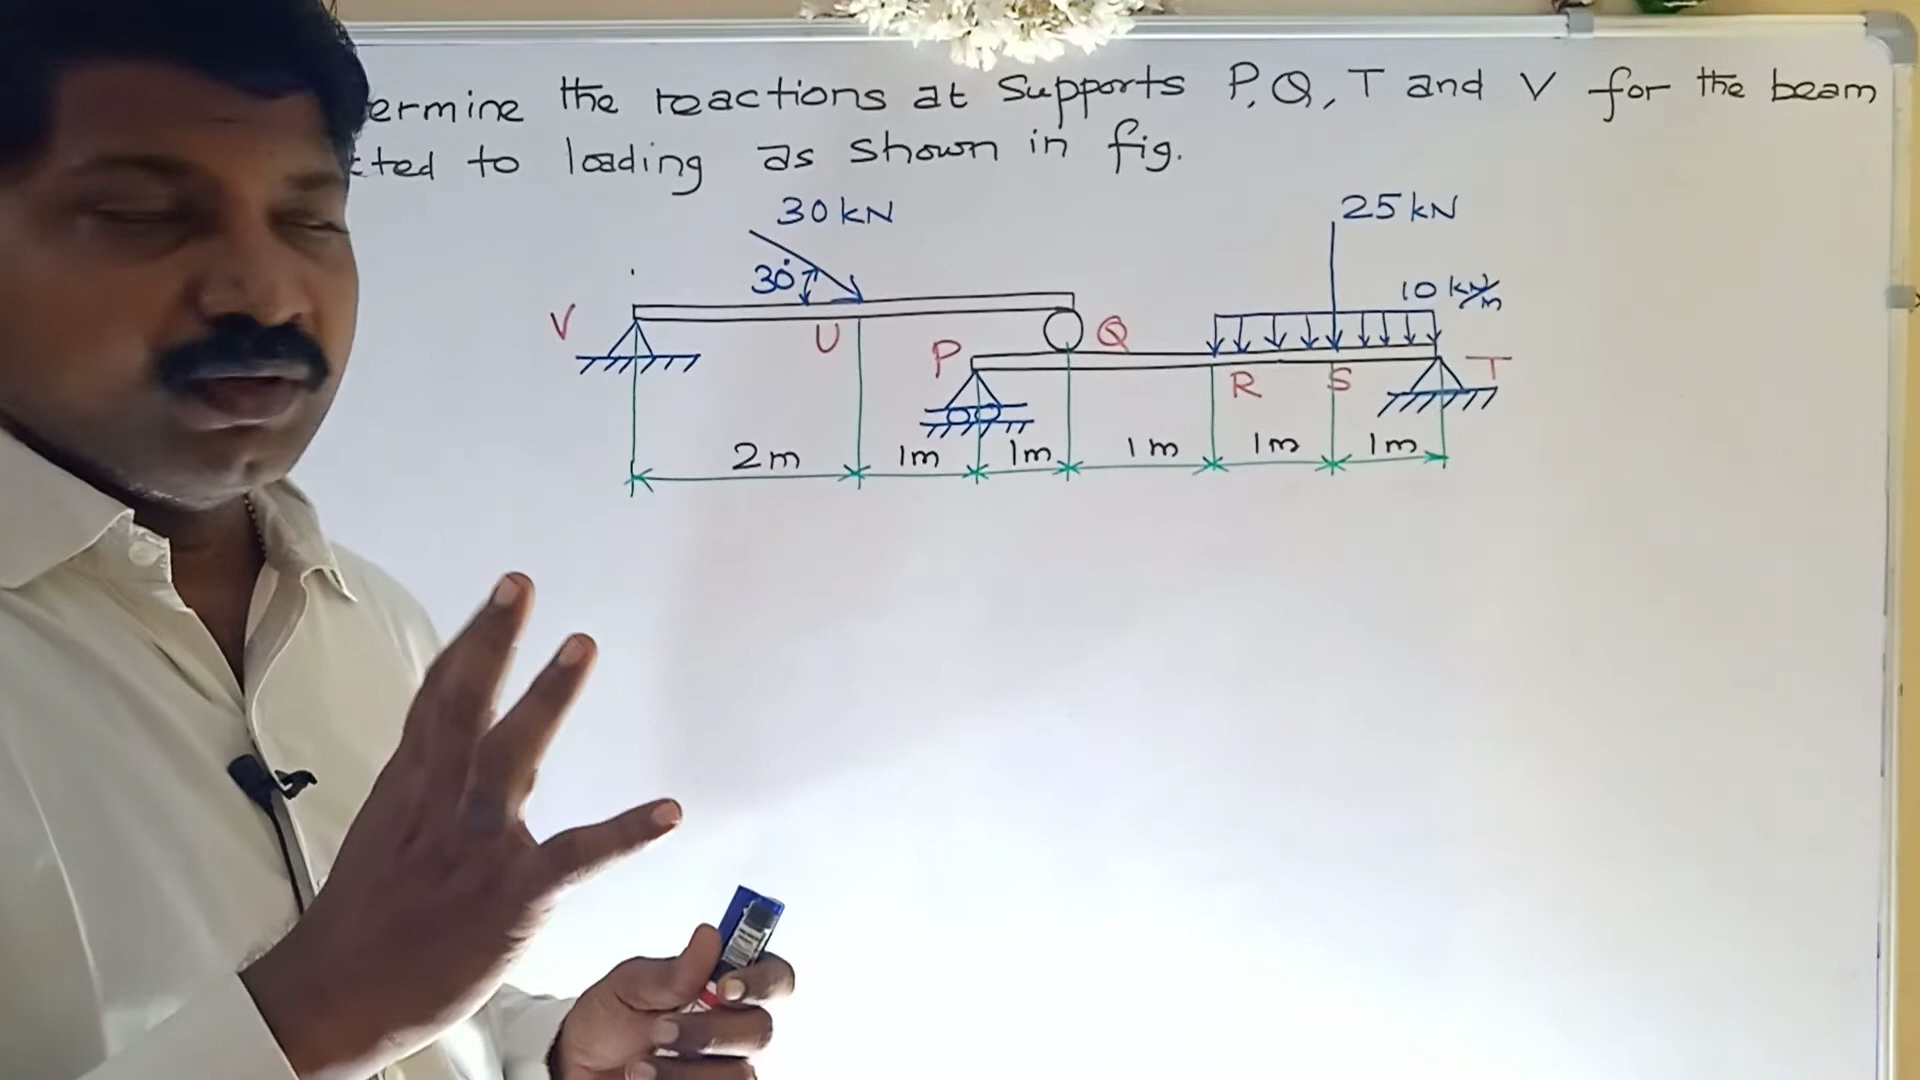 ermine the reactions at Supports P, Q, T and V for the beam
cted to loading as shown in fig.
30 kN
25 kN
30°
10 kN/m
V
U
P
Q
R
S
T
2m
1m
1m
1m
1m
1m